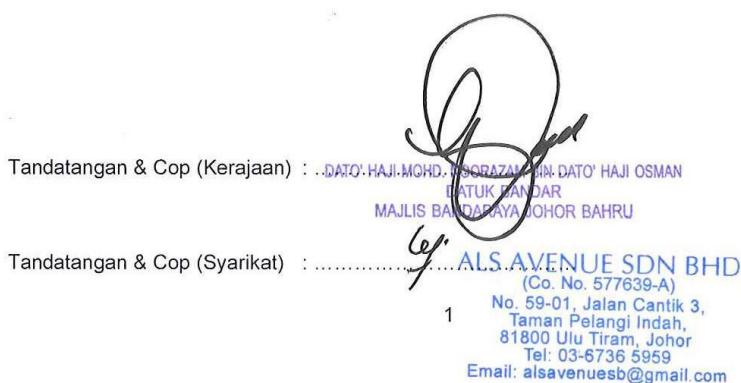 Tandatangan & Cop (Kerajaan) : ..DATO' HAJI MOHD. NOORAZAM BIN DATO' HAJI OSMAN
DATUK BANDAR
MAJLIS BANDARAYA JOHOR BAHRU
Tandatangan & Cop (Syarikat) : .................... ALS AVENUE SDN BHD
(Co. No. 577639-A)
No. 59-01, Jalan Cantik 3,
Taman Pelangi Indah,
81800 Ulu Tiram, Johor
Tel: 03-6736 5959
Email: alsavenuesb@gmail.com
1